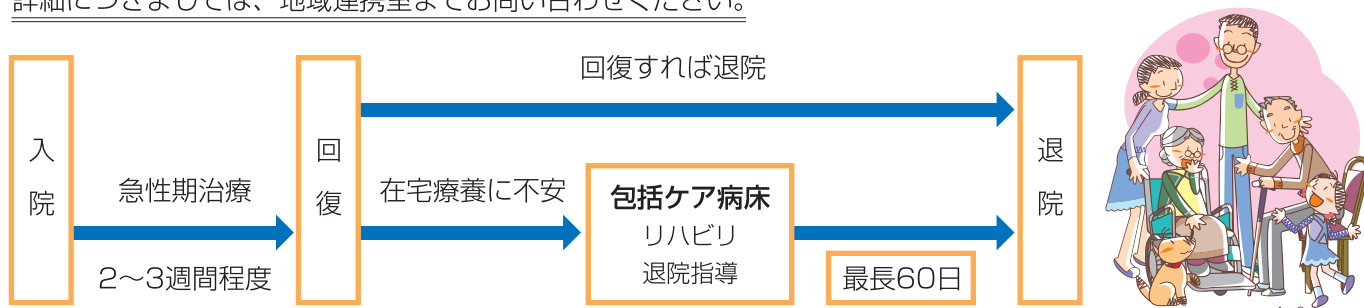 詳細につきましては、地域連携室までお問い合わせください。
入院
急性期治療
2〜3週間程度
回復
回復すれば退院
在宅療養に不安
包括ケア病床
リハビリ
退院指導
最長60日
退院